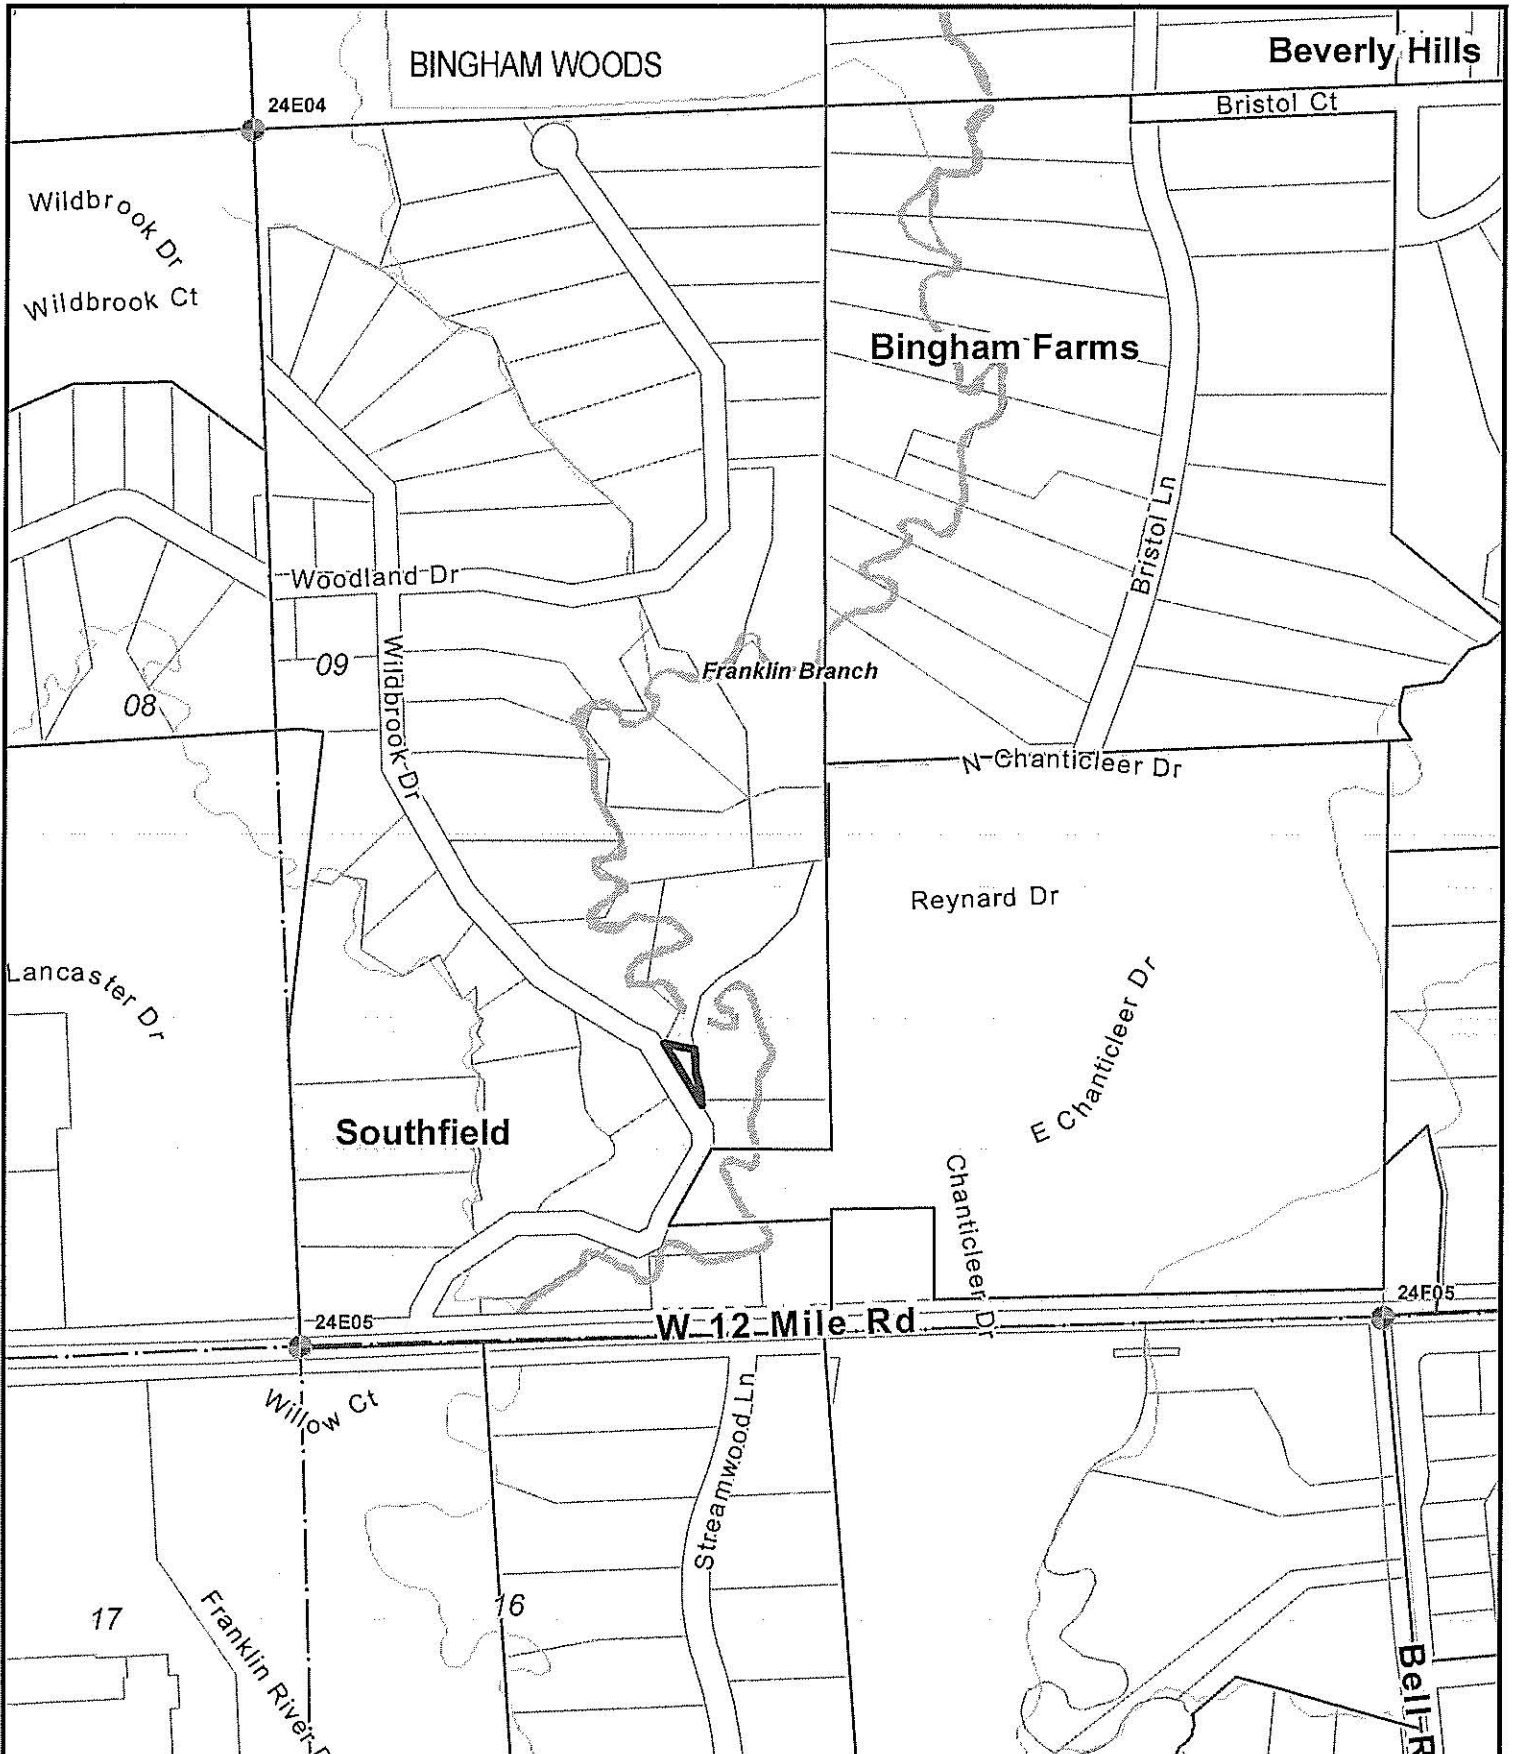 BINGHAM WOODS
Beverly Hills
24E04
Bristol Ct
Wildbrook Dr
Wildbrook Ct
Bingham Farms
Bristol Ln
Woodland Dr
Wildbrook Dr
09
Franklin Branch
08
N Chanticleer Dr
Reynard Dr
Lancaster Dr
E Chanticleer Dr
Southfield
Chanticleer Dr
24E05
24E05
W 12 Mile Rd
Willow Ct
Streamwood Ln
16
17
Franklin River
Bell R